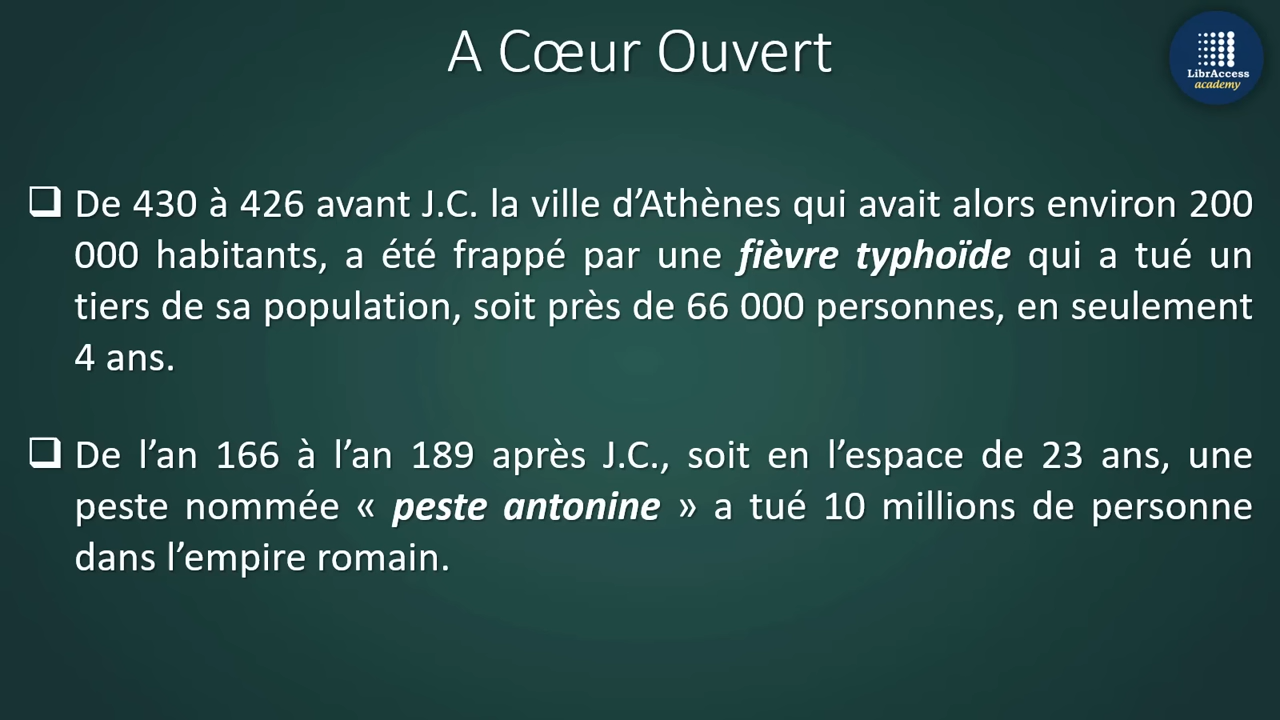 A Cœur Ouvert
LibrAccess
academy
❑ De 430 à 426 avant J.C. la ville d’Athènes qui avait alors environ 200
000 habitants, a été frappé par une fièvre typhoïde qui a tué un
tiers de sa population, soit près de 66 000 personnes, en seulement
4 ans.
❑ De l’an 166 à l’an 189 après J.C., soit en l’espace de 23 ans, une
peste nommée « peste antonine » a tué 10 millions de personne
dans l’empire romain.